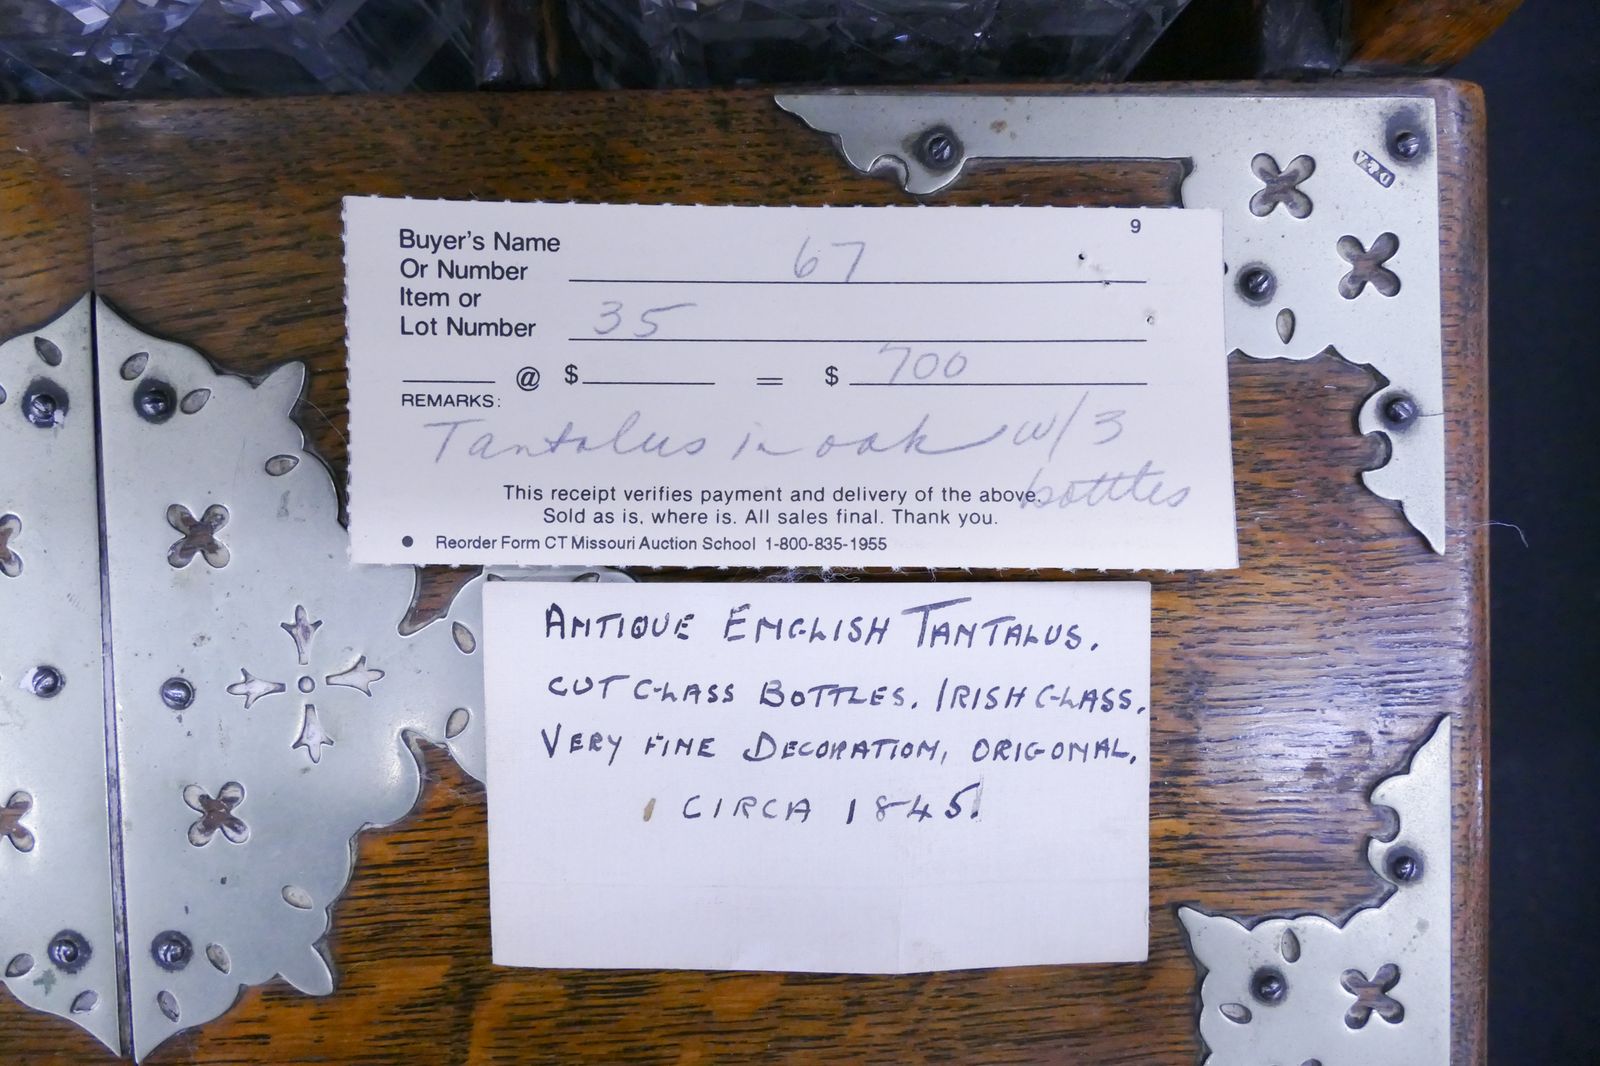 9
Buyer's Name
Or Number 67
Item or
Lot Number 35
@ $ = $ 700
REMARKS:
Tantalus in oak w/3
bottles
This receipt verifies payment and delivery of the above.
Sold as is, where is. All sales final. Thank you.
Reorder Form CT Missouri Auction School 1-800-835-1955
ANTIQUE ENGLISH TANTALUS.
CUT GLASS BOTTLES. IRISH GLASS.
VERY FINE DECORATION, ORIGONAL.
CIRCA 1845.